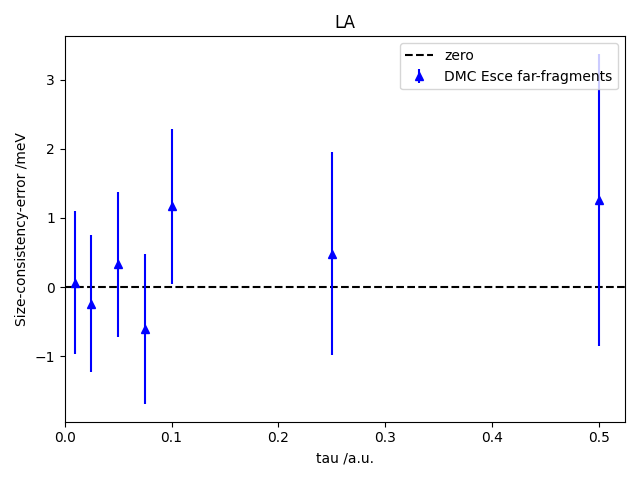 LA
zero
DMC Esce far-fragments
Size-consistency-error /meV
3
2
1
0
−1
0.0
0.1
0.2
0.3
0.4
0.5
tau /a.u.